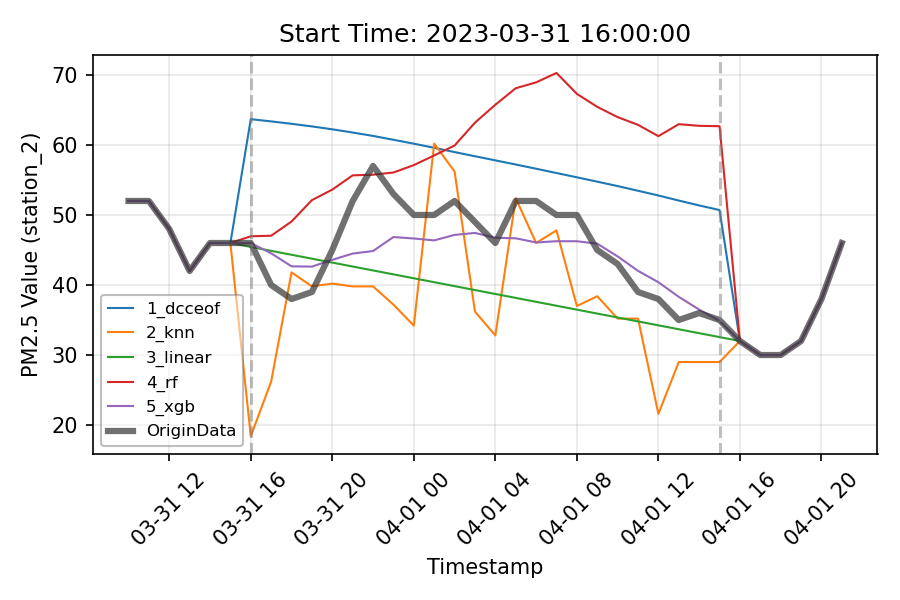 Start Time: 2023-03-31 16:00:00
PM2.5 Value (station_2)
70
60
50
40
30
20
1_dcceof
2_knn
3_linear
4_rf
5_xgb
OriginData
03-31 12
03-31 16
03-31 20
04-01 00
04-01 04
04-01 08
04-01 12
04-01 16
04-01 20
Timestamp